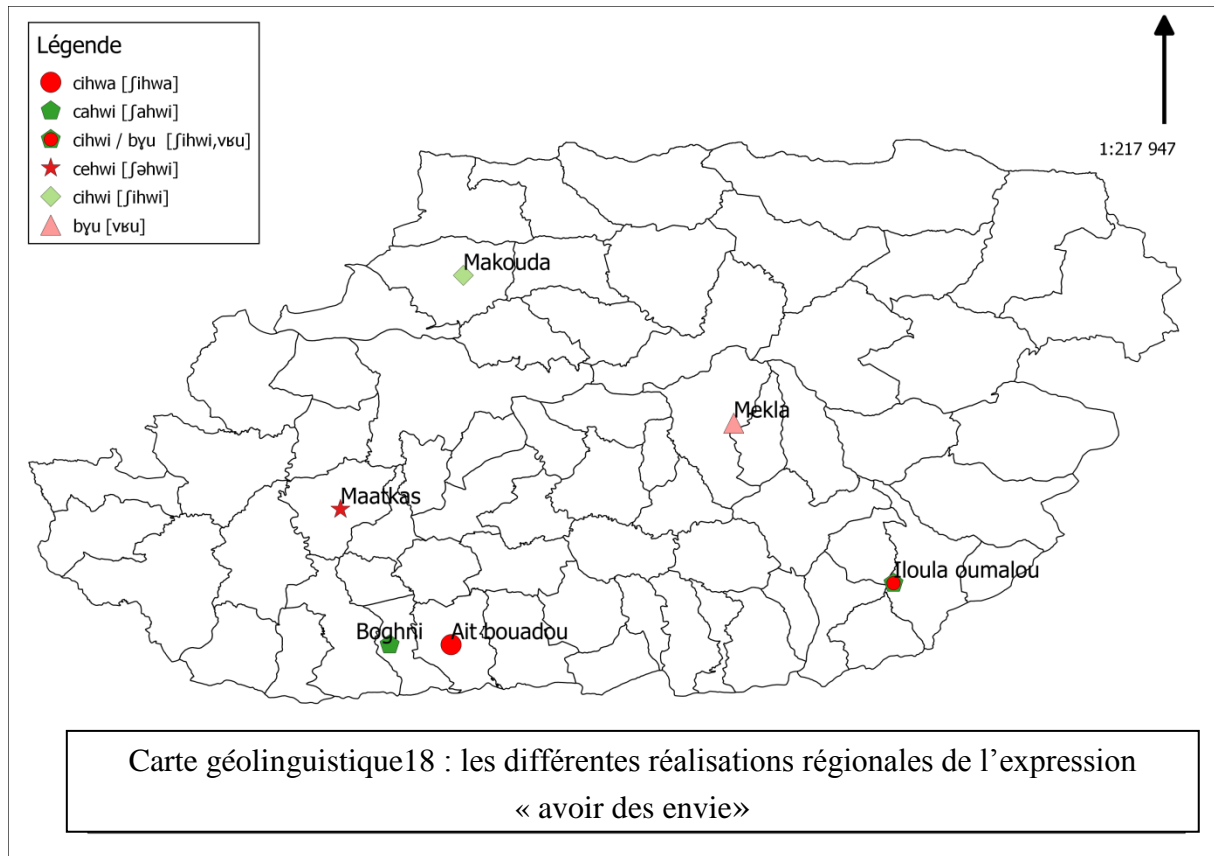 Légende
cihwa [ʃihwa]
cahwi [ʃahwi]
cihwi / bɣu [ʃihwi,vʁu]
cehwi [ʃəhwi]
cihwi [ʃihwi]
bɣu [vʁu]
1:217 947
Makouda
Mekla
Maatkas
Iloula oumalou
Boghni
Ait bouadou
Carte géolinguistique18 : les différentes réalisations régionales de l’expression
« avoir des envie»